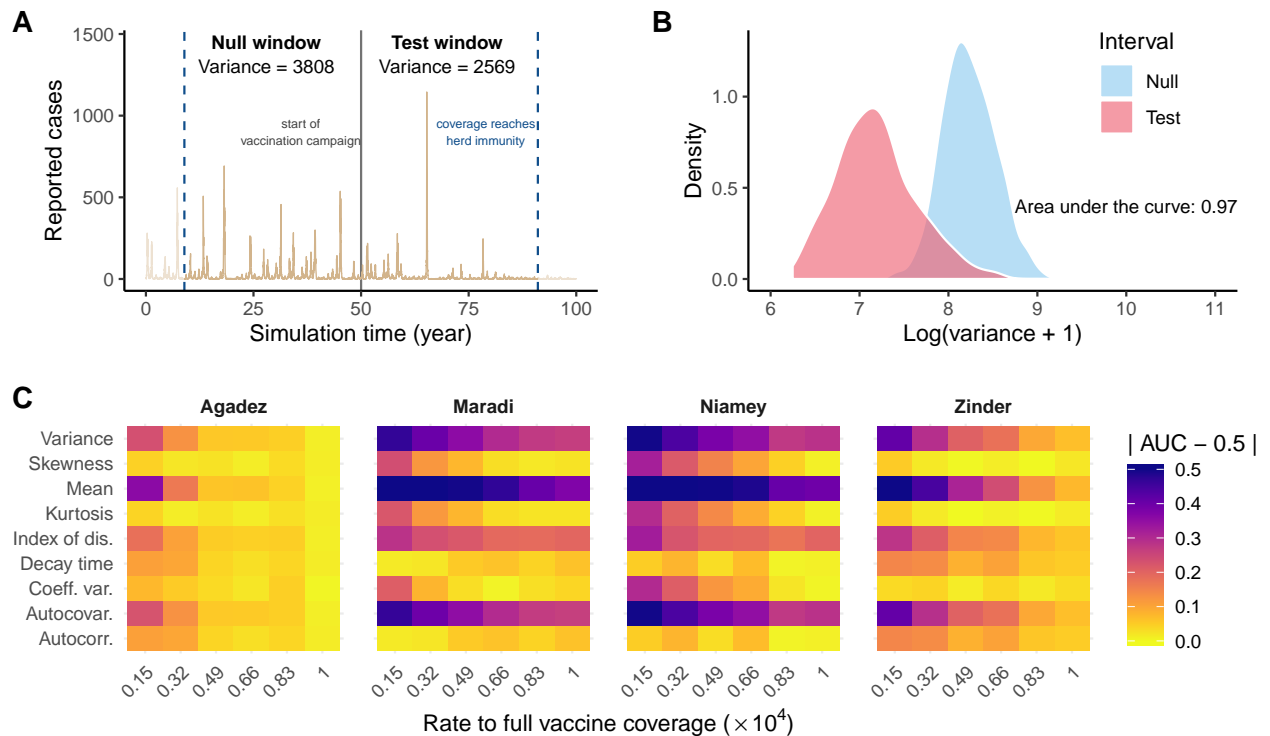 A
Reported cases
1500
1000
500
0
Null window
Variance = 3808
Test window
Variance = 2569
start of
vaccination campaign
coverage reaches
herd immunity
0 25 50 75 100
Simulation time (year)
B
Density
1.0
0.5
0.0
Interval
Null
Test
Area under the curve: 0.97
6 7 8 9 10 11
Log(variance + 1)
C
Agadez Maradi Niamey Zinder
Variance
Skewness
Mean
Kurtosis
Index of dis.
Decay time
Coeff. var.
Autocovar.
Autocorr.
0.15 0.32 0.49 0.66 0.83 1 0.15 0.32 0.49 0.66 0.83 1 0.15 0.32 0.49 0.66 0.83 1 0.15 0.32 0.49 0.66 0.83 1
Rate to full vaccine coverage (×10⁴)
| AUC − 0.5 |
0.5
0.4
0.3
0.2
0.1
0.0